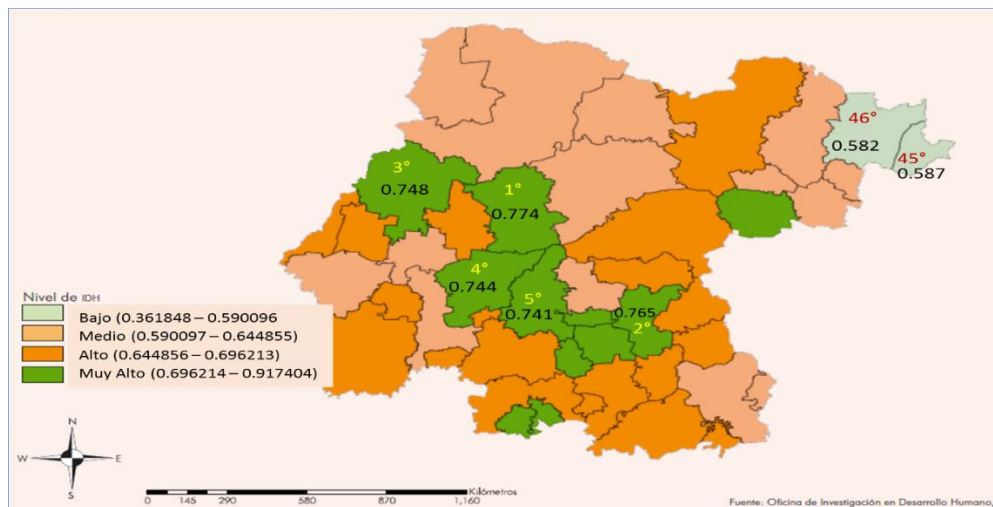 46°
0.582
45°
0.587
3°
0.748
1°
0.774
4°
0.744
5°
0.741
0.765
2°
Nivel de IDH
Bajo (0.361848 – 0.590096
Medio (0.590097 – 0.644855)
Alto (0.644856 – 0.696213)
Muy Alto (0.696214 – 0.917404)
N
W E
S
Kilómetros
0 145 290 580 870 1,160
Fuente: Oficina de Investigación en Desarrollo Humano,